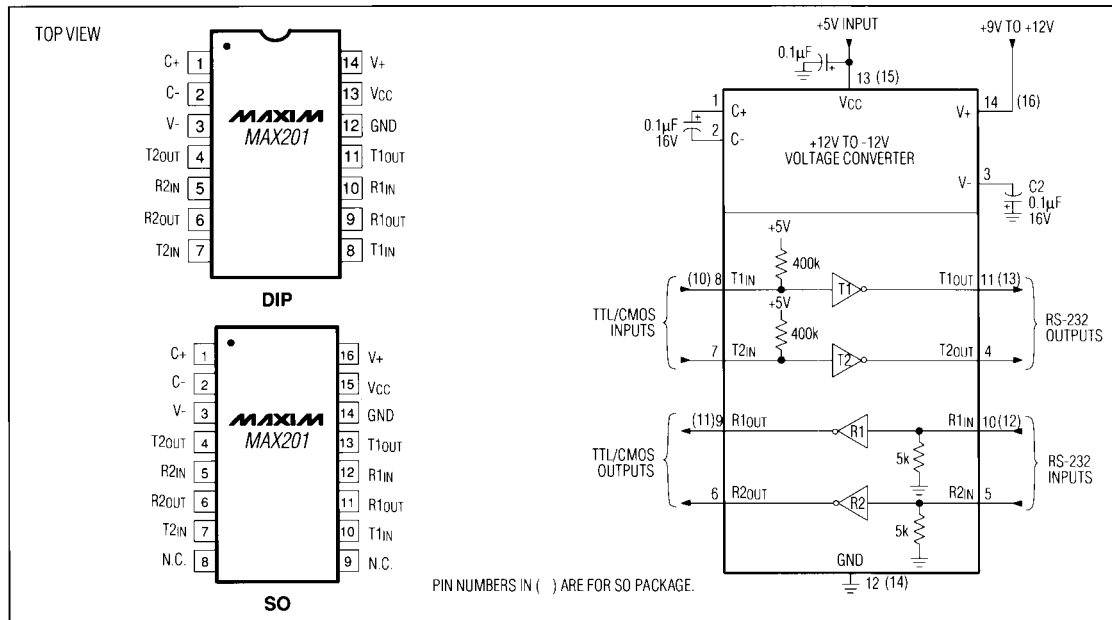 TOP VIEW
C+ 1
C- 2
V- 3
T2OUT 4
R2IN 5
R2OUT 6
T2IN 7
14 V+
13 VCC
12 GND
11 T1OUT
10 R1IN
9 R1OUT
8 T1IN
MAXIM
MAX201
DIP
C+ 1
C- 2
V- 3
T2OUT 4
R2IN 5
R2OUT 6
T2IN 7
N.C. 8
16 V+
15 VCC
14 GND
13 T1OUT
12 R1IN
11 R1OUT
10 T1IN
9 N.C.
MAXIM
MAX201
SO
+5V INPUT
+9V TO +12V
0.1µF
+
13 (15)
VCC
1
C+
+
0.1µF
16V
2
C-
+12V TO -12V
VOLTAGE CONVERTER
V+
14 (16)
V-
3
C2
0.1µF
16V
+
+5V
400k
(10) 8 T1IN
T1
T1OUT 11 (13)
TTL/CMOS
INPUTS
+5V
400k
RS-232
OUTPUTS
7 T2IN
T2
T2OUT 4
(11) 9 R1OUT
R1
R1IN 10 (12)
TTL/CMOS
OUTPUTS
5k
RS-232
INPUTS
6 R2OUT
R2
R2IN 5
5k
GND
12 (14)
PIN NUMBERS IN ( ) ARE FOR SO PACKAGE.